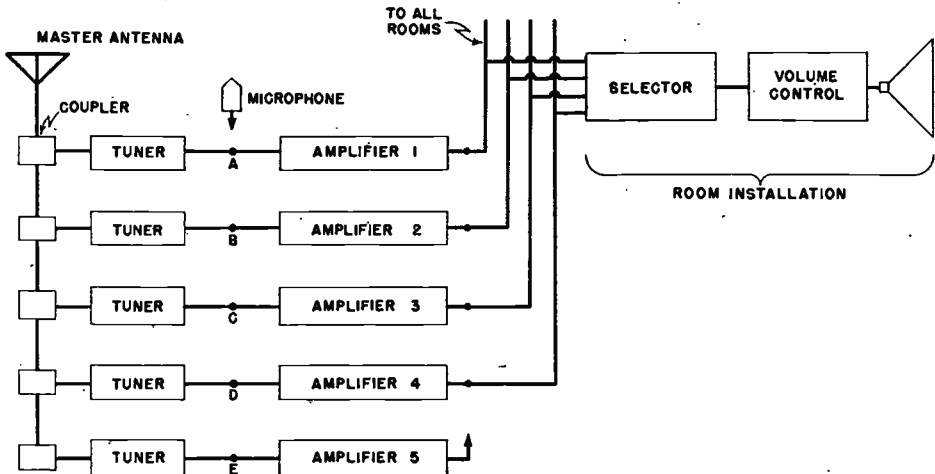 TO ALL
ROOMS
MASTER ANTENNA
COUPLER
MICROPHONE
SELECTOR
VOLUME
CONTROL
TUNER
A
AMPLIFIER 1
ROOM INSTALLATION
TUNER
B
AMPLIFIER 2
TUNER
C
AMPLIFIER 3
TUNER
D
AMPLIFIER 4
TUNER
E
AMPLIFIER 5